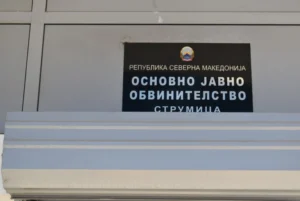 РЕПУБЛИКА СЕВЕРНА МАКЕДОНИЈА
ОСНОВНО ЈАВНО
ОБВИНИТЕЛСТВО
СТРУМИЦА